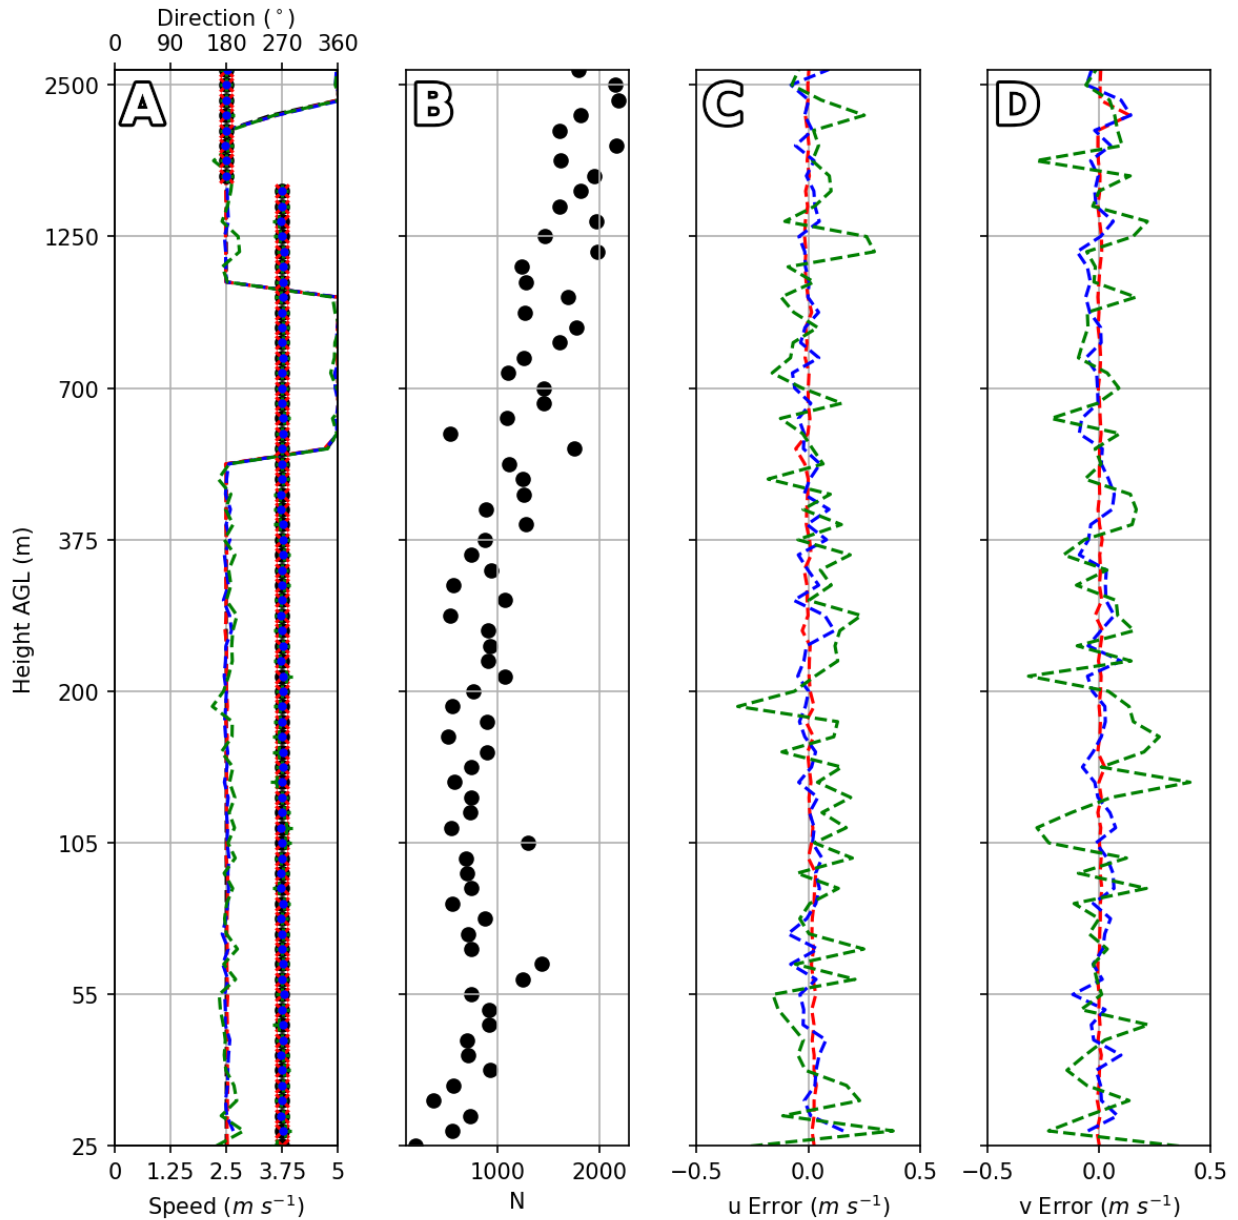 Direction (°)
0 90 180 270 360
A B C D
2500
1250
700
375
200
105
55
25
Height AGL (m)
0 1.25 2.5 3.75 5
1000 2000
−0.5 0.0 0.5
−0.5 0.0 0.5
Speed (m s⁻¹)
N
u Error (m s⁻¹)
v Error (m s⁻¹)